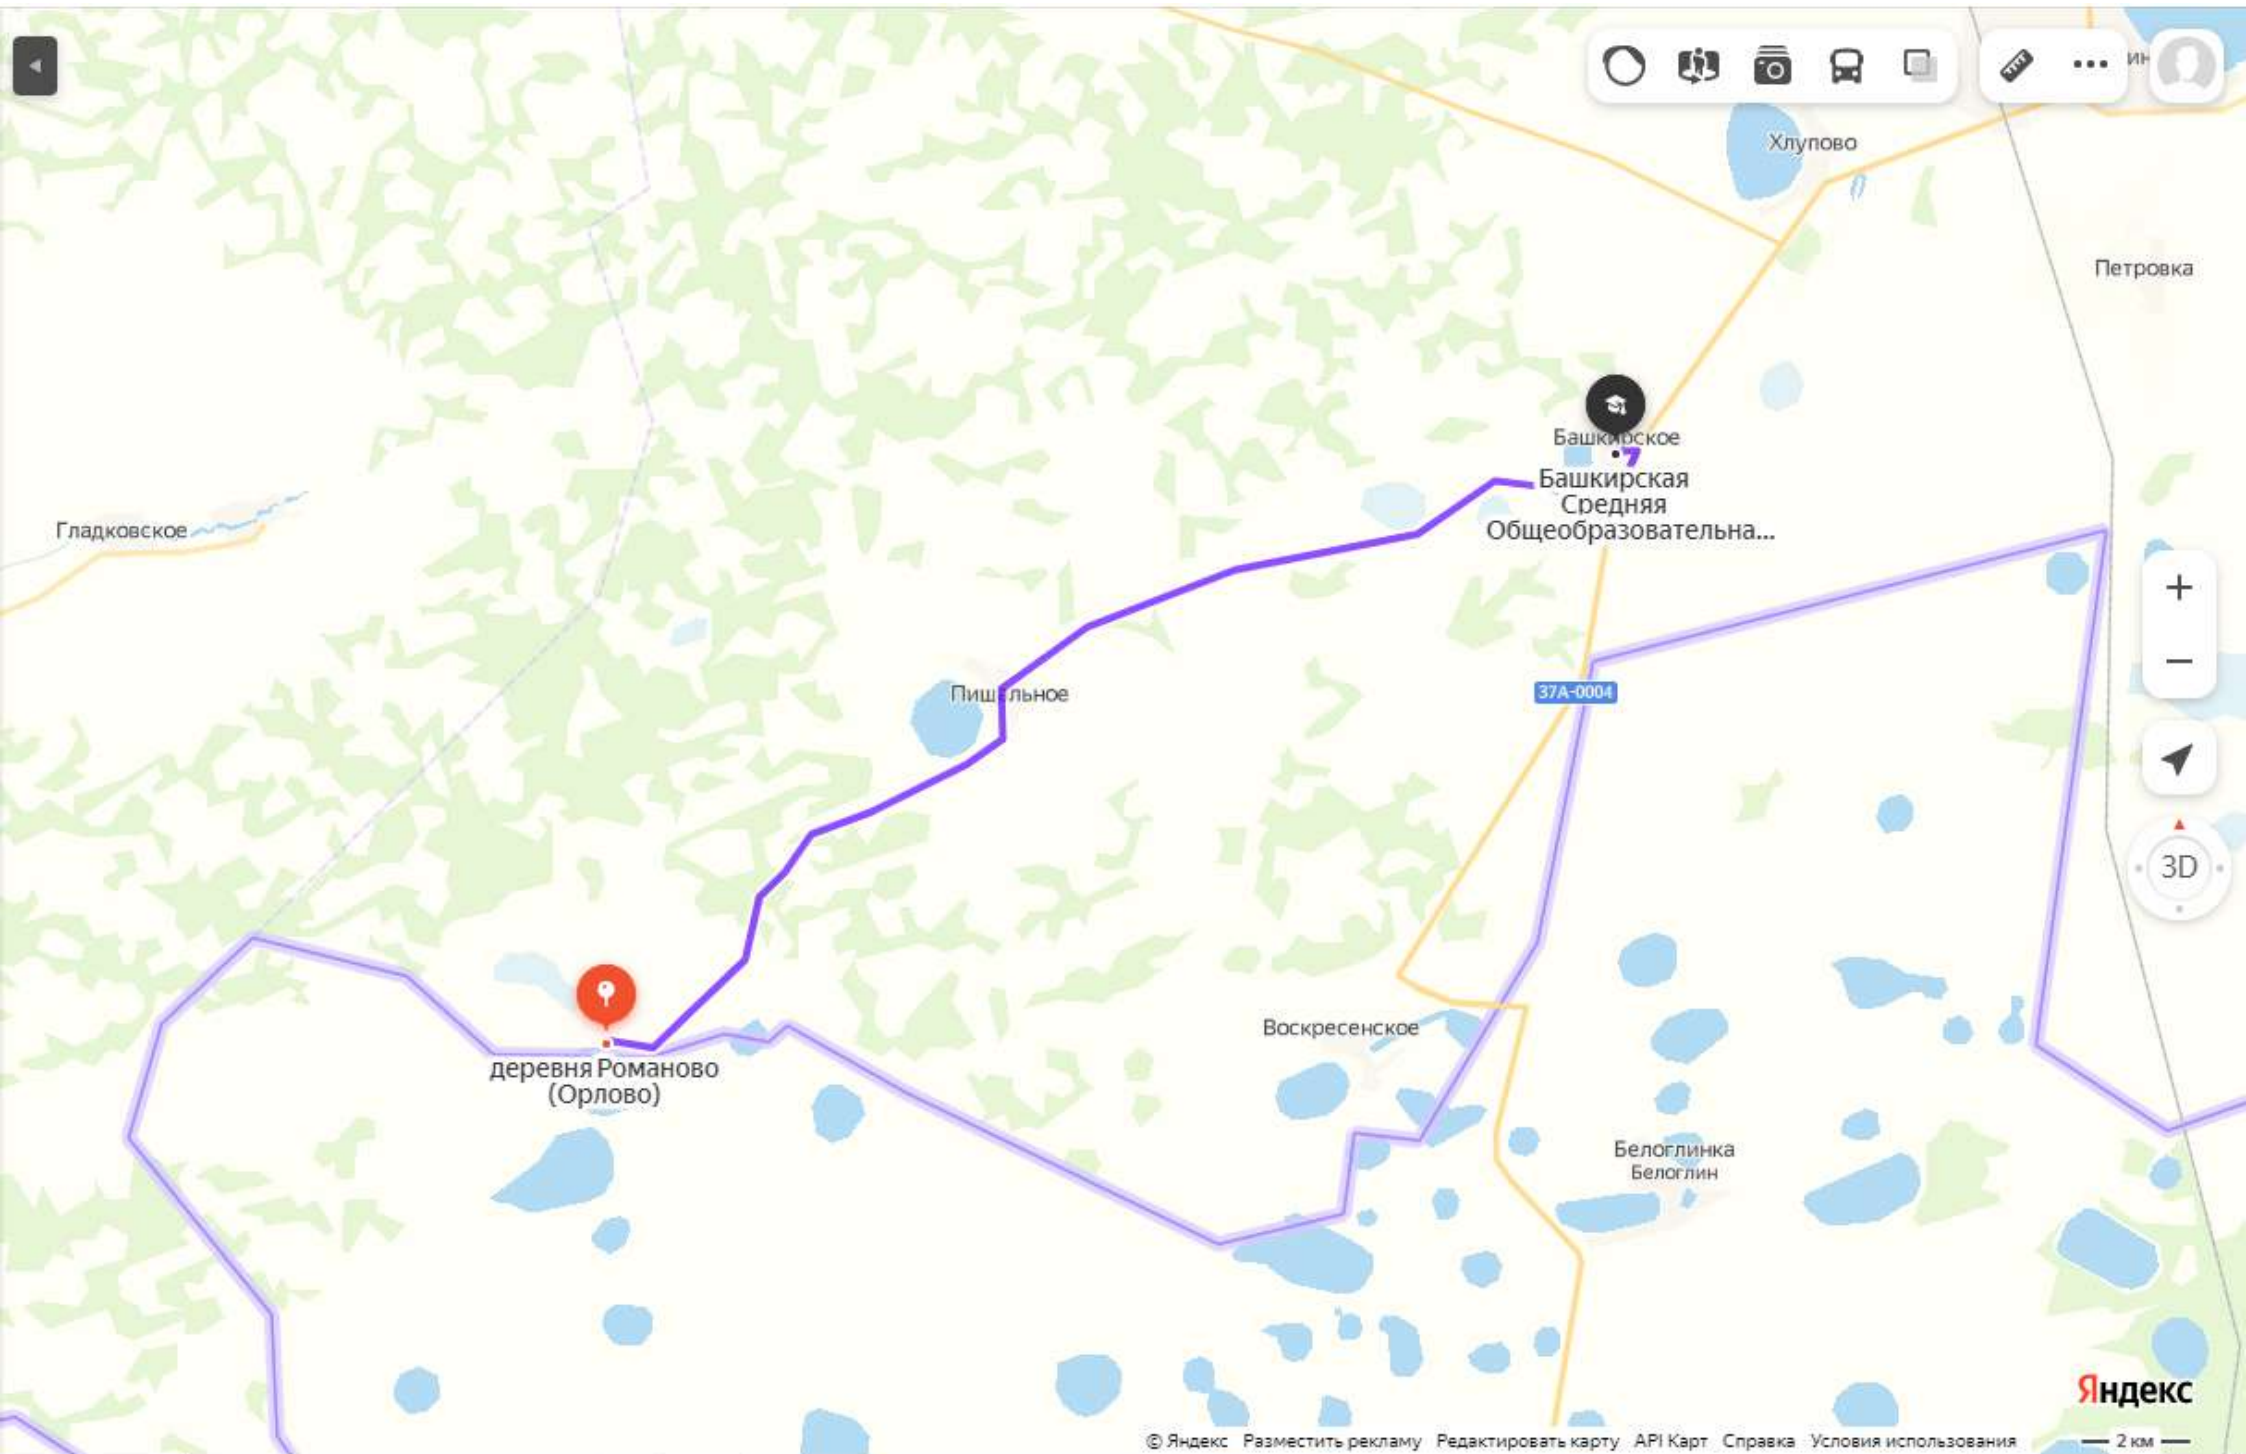 Хлупово
Петровка
Башкирское
Башкирская
Средняя
Общеобразовательна...
Гладковское
37А-0004
Пищальное
3D
деревня Романово
(Орлово)
Воскресенское
Белоглинка
Белоглин
Яндекс
© Яндекс Разместить рекламу Редактировать карту API Карт Справка Условия использования
2 км